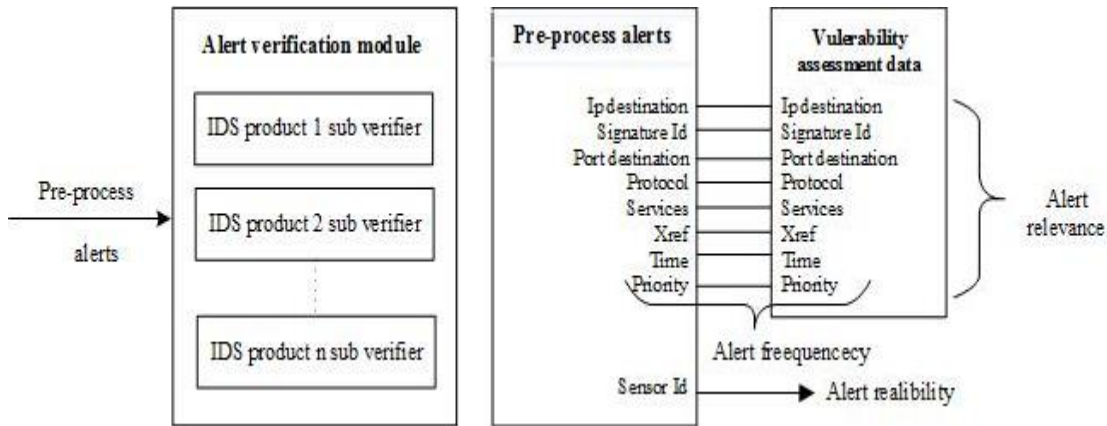 Alert verification module
IDS product 1 sub verifier
IDS product 2 sub verifier
IDS product n sub verifier
Pre-process
alerts
Pre-process alerts
Ip destination
Signature Id
Port destination
Protocol
Services
Xref
Time
Priority
Sensor Id
Vulerability
assessment data
Ip destination
Signature Id
Port destination
Protocol
Services
Xref
Time
Priority
Alert
relevance
Alert freequencecy
Alert realibility